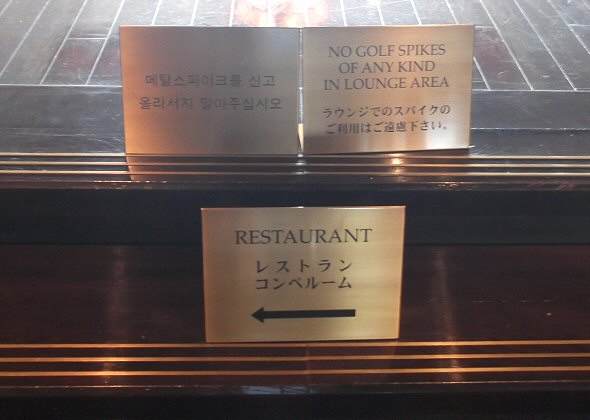 메탈스파이크를 신고
올라서지 말아주십시오
NO GOLF SPIKES
OF ANY KIND
IN LOUNGE AREA
ラウンジでのスパイクの
ご利用はご遠慮下さい。
RESTAURANT
レストラン
コンペルーム